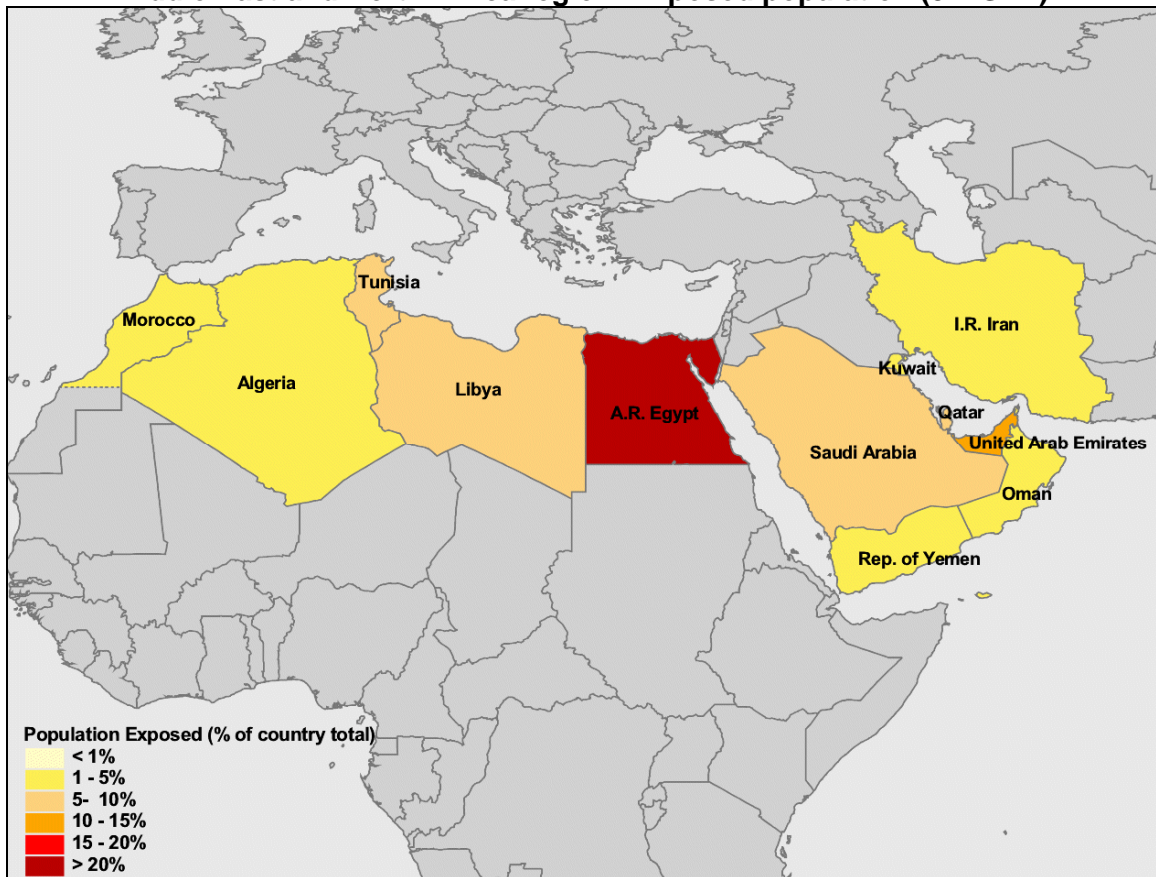 Tunisia
Morocco
I.R. Iran
Kuwait
Algeria
Libya
A.R. Egypt
Qatar
United Arab Emirates
Saudi Arabia
Oman
Rep. of Yemen
Population Exposed (% of country total)
< 1%
1 - 5%
5- 10%
10 - 15%
15 - 20%
> 20%